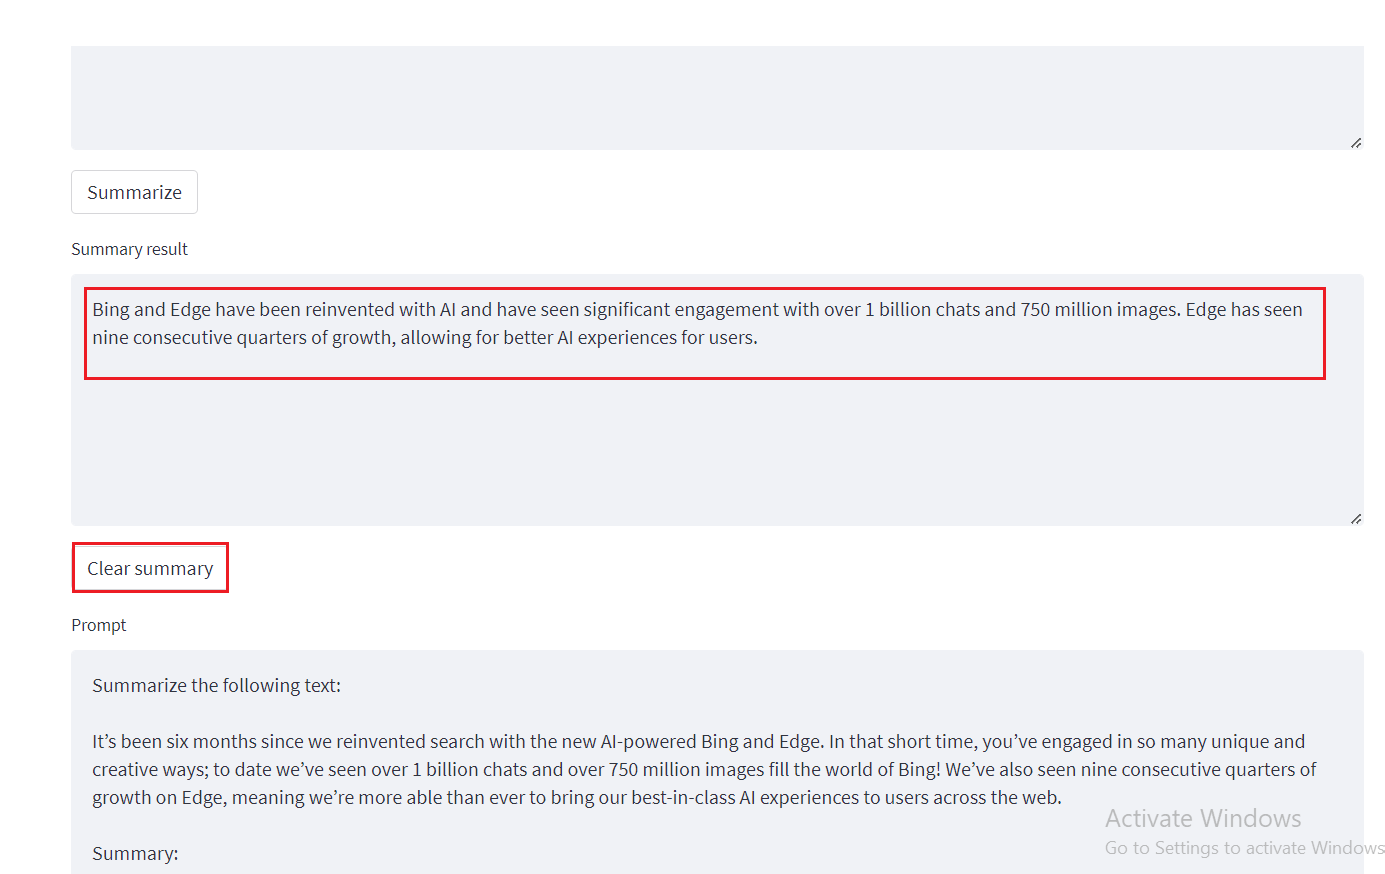 Summarize
Summary result
Bing and Edge have been reinvented with AI and have seen significant engagement with over 1 billion chats and 750 million images. Edge has seen
nine consecutive quarters of growth, allowing for better AI experiences for users.
Clear summary
Prompt
Summarize the following text:
It’s been six months since we reinvented search with the new AI-powered Bing and Edge. In that short time, you’ve engaged in so many unique and
creative ways; to date we’ve seen over 1 billion chats and over 750 million images fill the world of Bing! We’ve also seen nine consecutive quarters of
growth on Edge, meaning we’re more able than ever to bring our best-in-class AI experiences to users across the web.
Activate Windows
Go to Settings to activate Windows
Summary: